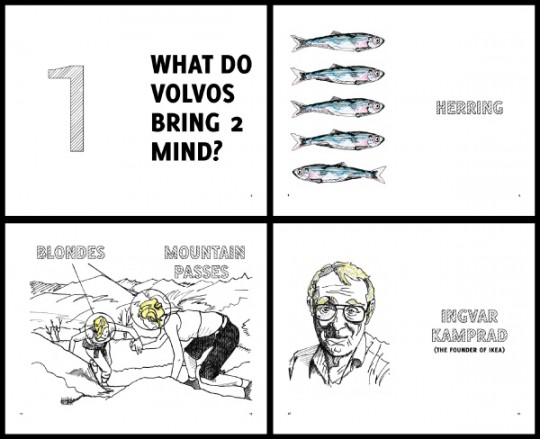 1
WHAT DO
VOLVOS
BRING 2
MIND?
HERRING
BLONDES
MOUNTAIN
PASSES
INGVAR
KAMPRAD
(THE FOUNDER OF IKEA)